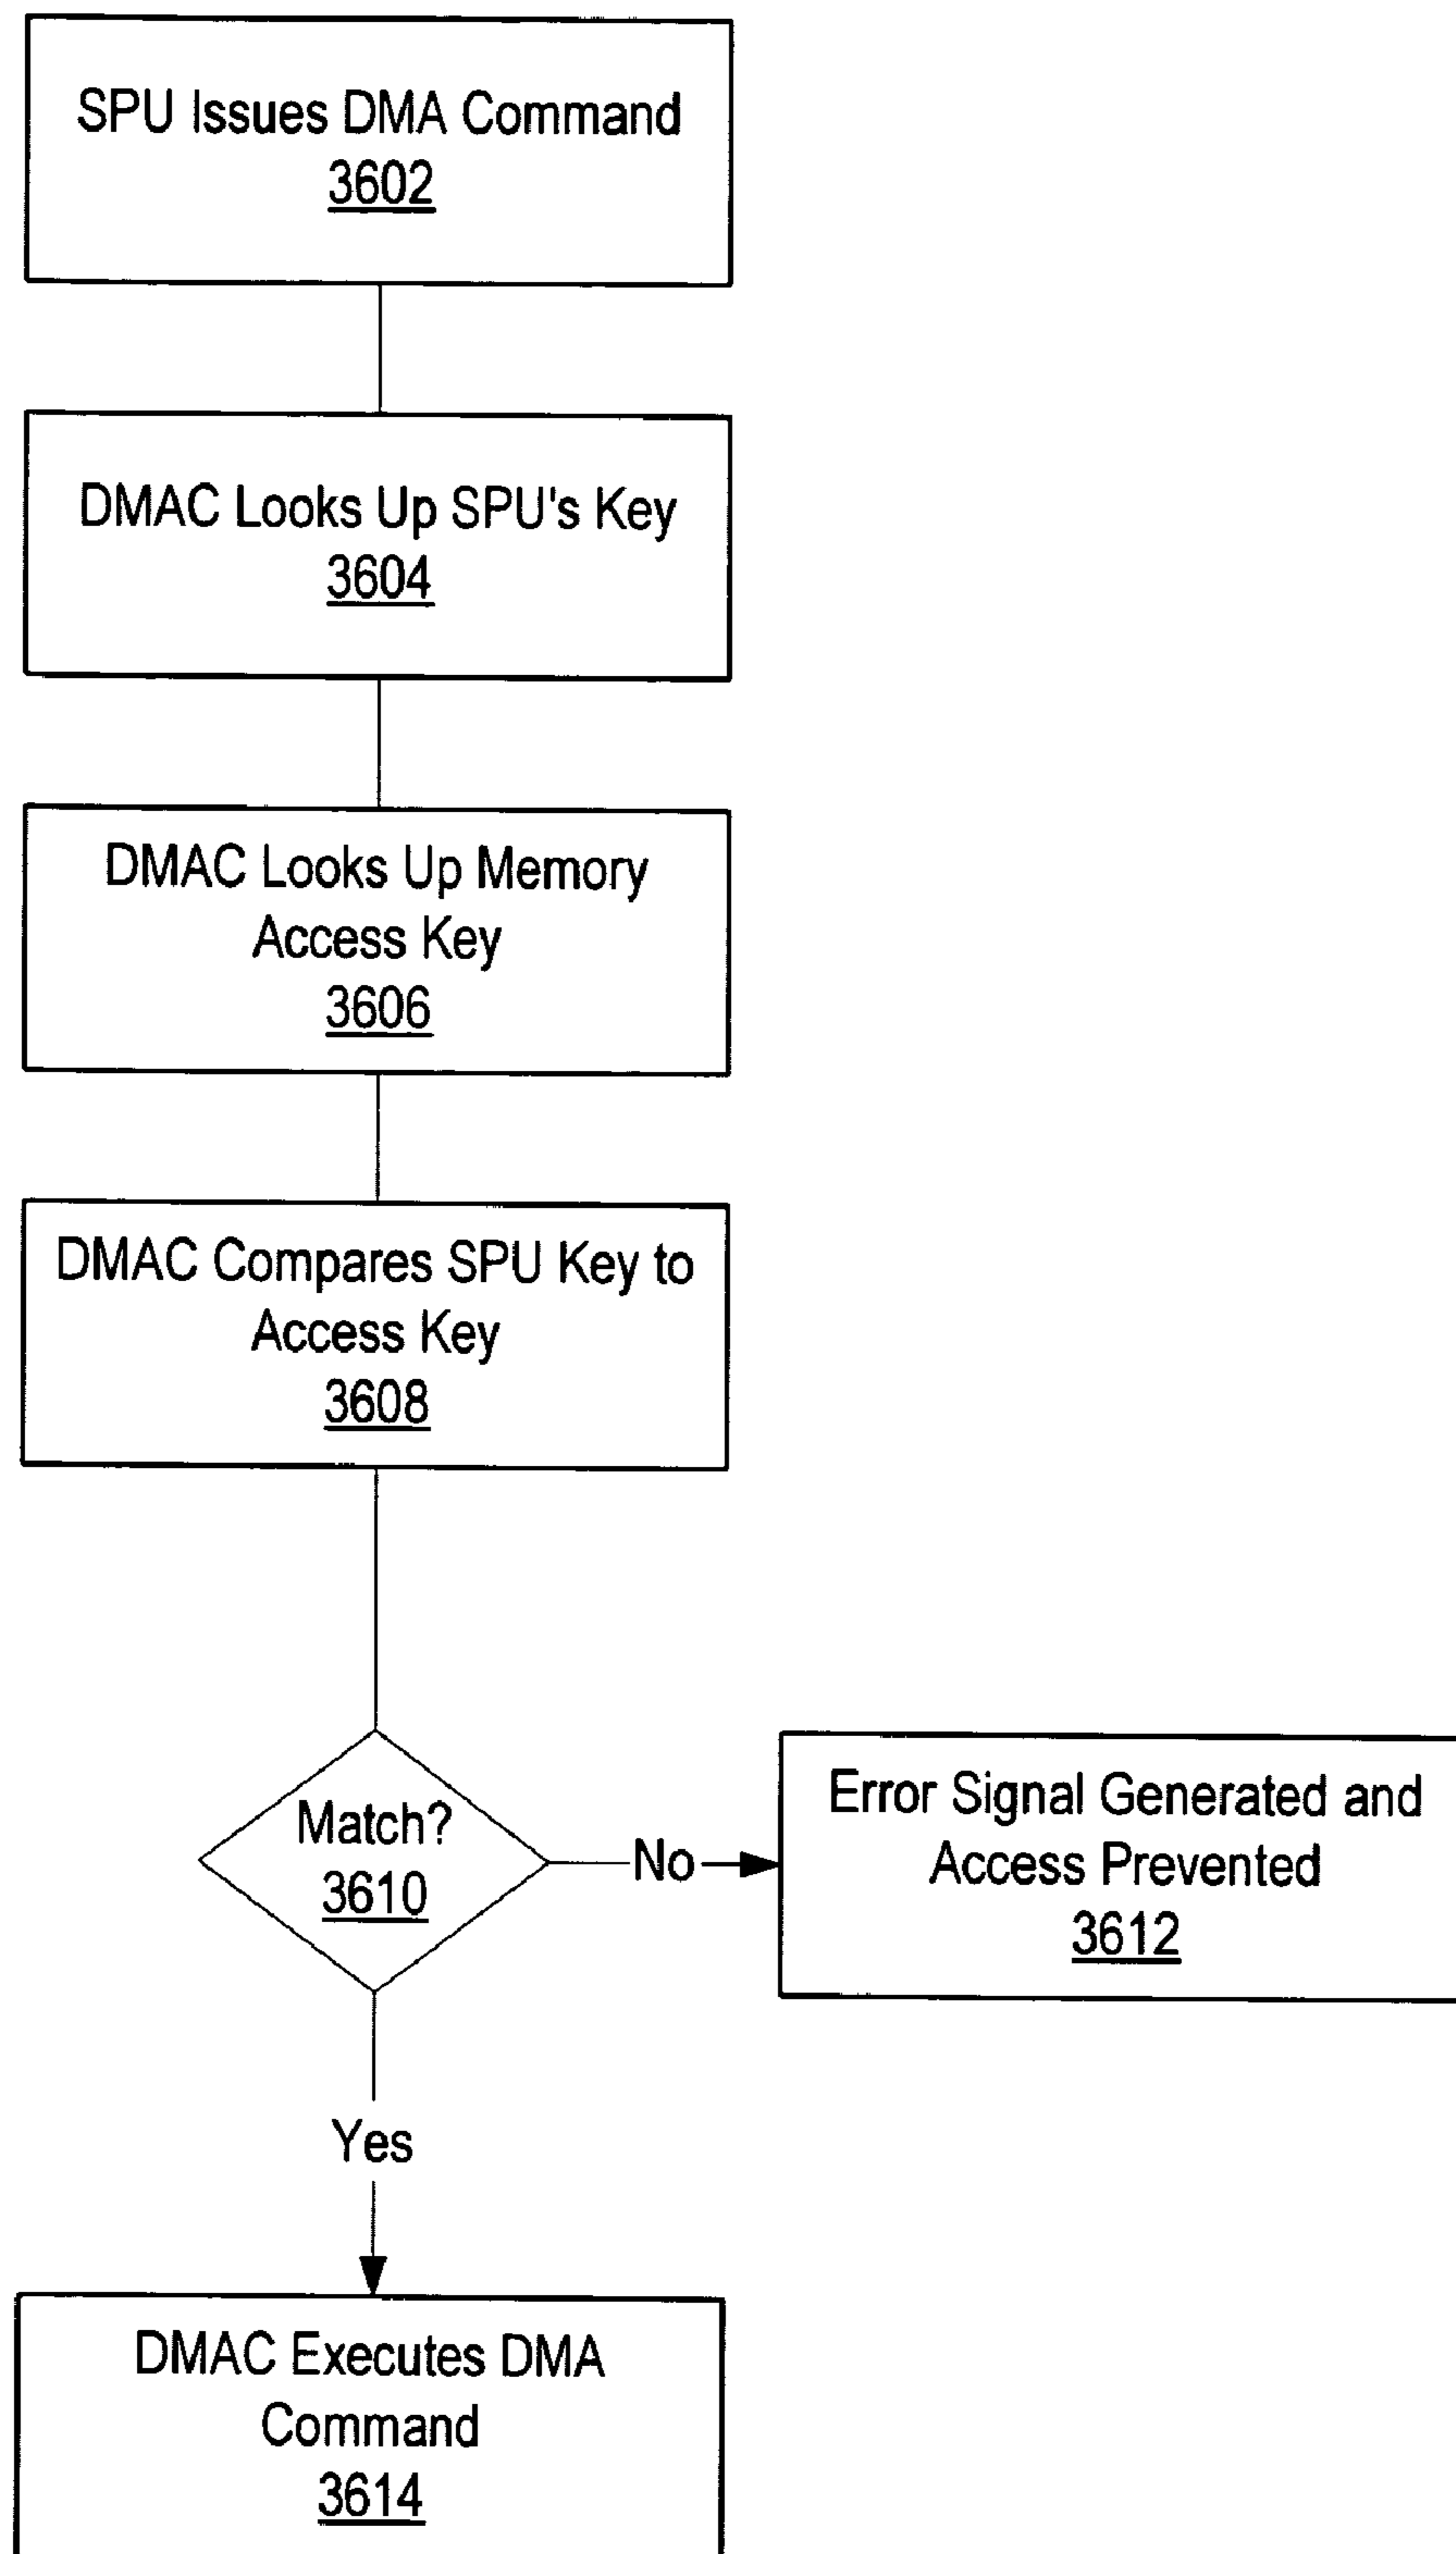 SPU Issues DMA Command
3602
DMAC Looks Up SPU's Key
3604
DMAC Looks Up Memory
Access Key
3606
DMAC Compares SPU Key to
Access Key
3608
Match?
3610
No
Error Signal Generated and
Access Prevented
3612
Yes
DMAC Executes DMA
Command
3614